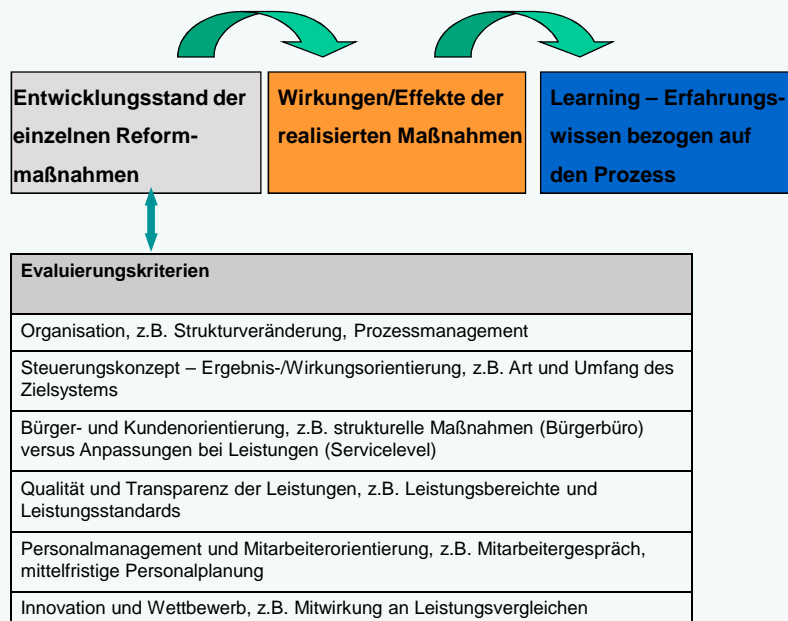 Entwicklungsstand der
einzelnen Reform-
maßnahmen
Wirkungen/Effekte der
realisierten Maßnahmen
Learning – Erfahrungs-
wissen bezogen auf
den Prozess
Evaluierungskriterien
Organisation, z.B. Strukturveränderung, Prozessmanagement
Steuerungskonzept – Ergebnis-/Wirkungsorientierung, z.B. Art und Umfang des
Zielsystems
Bürger- und Kundenorientierung, z.B. strukturelle Maßnahmen (Bürgerbüro)
versus Anpassungen bei Leistungen (Servicelevel)
Qualität und Transparenz der Leistungen, z.B. Leistungsbereichte und
Leistungsstandards
Personalmanagement und Mitarbeiterorientierung, z.B. Mitarbeitergespräch,
mittelfristige Personalplanung
Innovation und Wettbewerb, z.B. Mitwirkung an Leistungsvergleichen